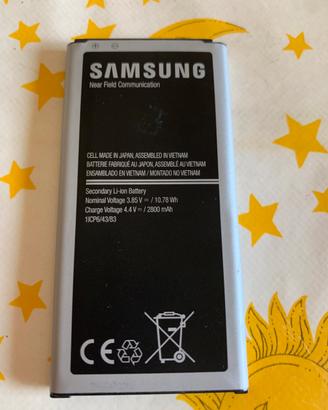 SAMSUNG
Near Field Communication
CELL MADE IN JAPAN, ASSEMBLED IN VIETNAM
BATTERIE FABRIQUÉ AU JAPON, ASSEMBLÉ AU VIETNAM
ENSAMBLADO EN VIETNAM / MONTADO NO VIETNAM
Secondary Li-ion Battery
Nominal Voltage 3.85 V ⎓ / 10.78 Wh
Charge Voltage 4.4 V ⎓ / 2800 mAh
1ICP6/43/83
CE